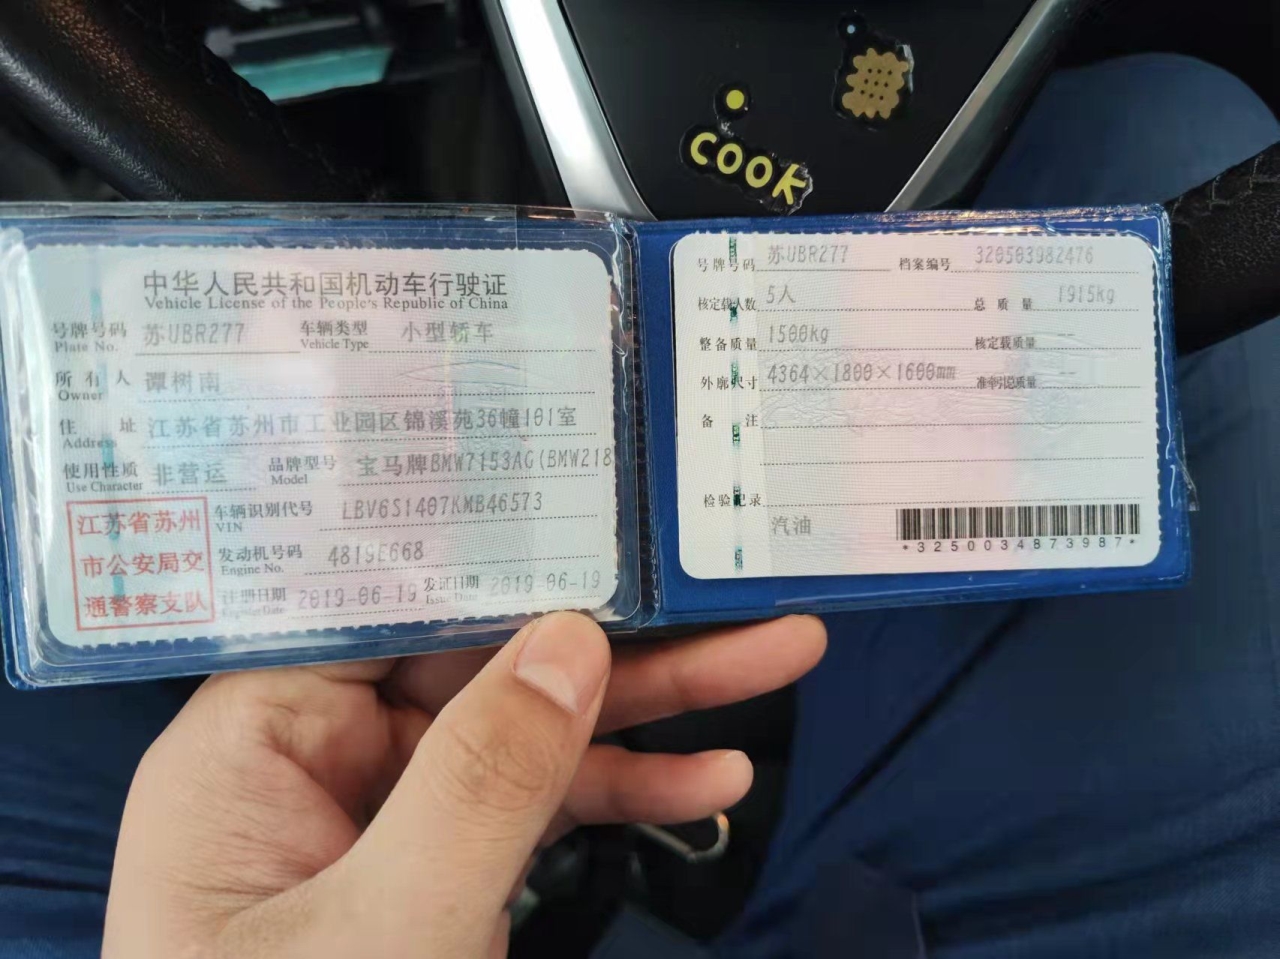 cook
中华人民共和国机动车行驶证
Vehicle License of the People's Republic of China
号牌号码 苏UBR277 车辆类型 小型轿车
Plate No. Vehicle Type
所有人 谭树南
Owner
住址 江苏省苏州市工业园区锦溪苑36幢101室
Address
使用性质 非营运 品牌型号 宝马牌BMW7153AG(BMW218
Use Character Model
江苏省苏州
市公安局交
通警察支队
车辆识别代号 LBV6S1407KMB46573
VIN
发动机号码 4819E668
Engine No.
注册日期 2019-06-19 发证日期 2019-06-19
Register Date Issue Date
号牌号码 苏UBR277 档案编号 320503982476
核定载人数 5人 总质量 1915kg
整备质量 1500kg 核定载质量 --
外廓尺寸 4364×1800×1600mm 准牵引总质量 --
备注
检验记录
汽油
*3250034873987*